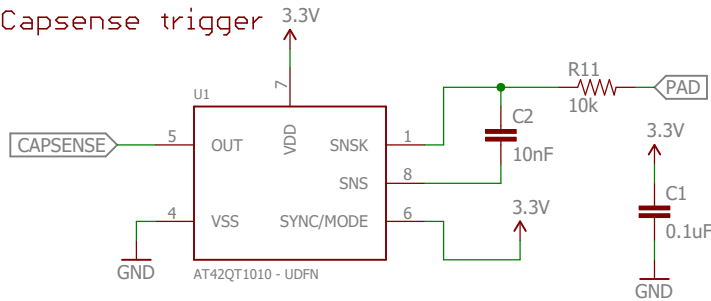 Capsense trigger
3.3V
U1
7
VDD
CAPSENSE
5
OUT
4
VSS
GND
SNSK
1
SNS
8
SYNC/MODE
6
AT42QT1010 - UDFN
C2
10nF
R11
10k
PAD
3.3V
3.3V
C1
0.1uF
GND